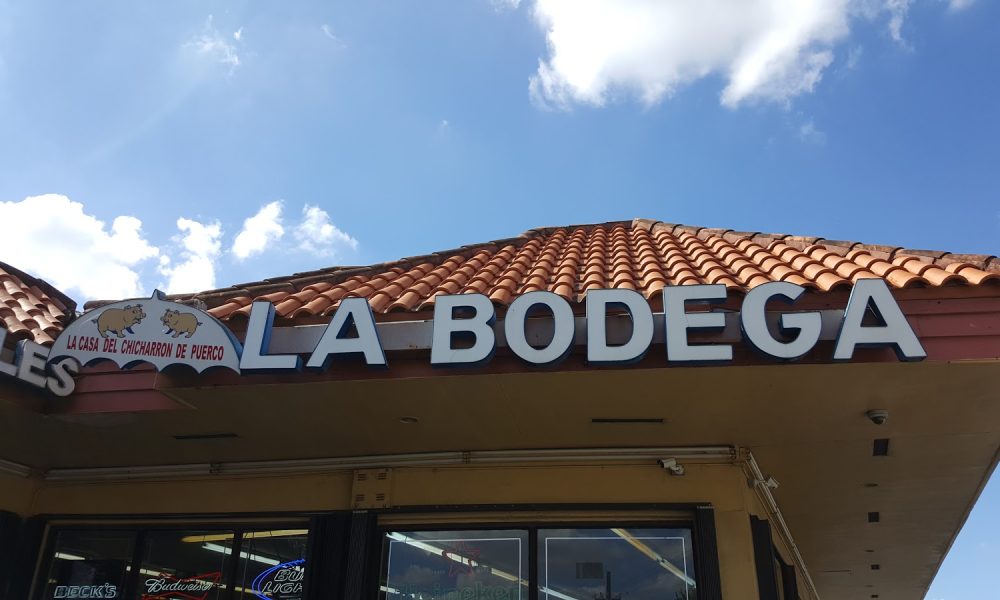 LES
LA CASA DEL CHICHARRON DE PUERCO
LA BODEGA
BECK'S
Budweiser
BUD
LIGHT